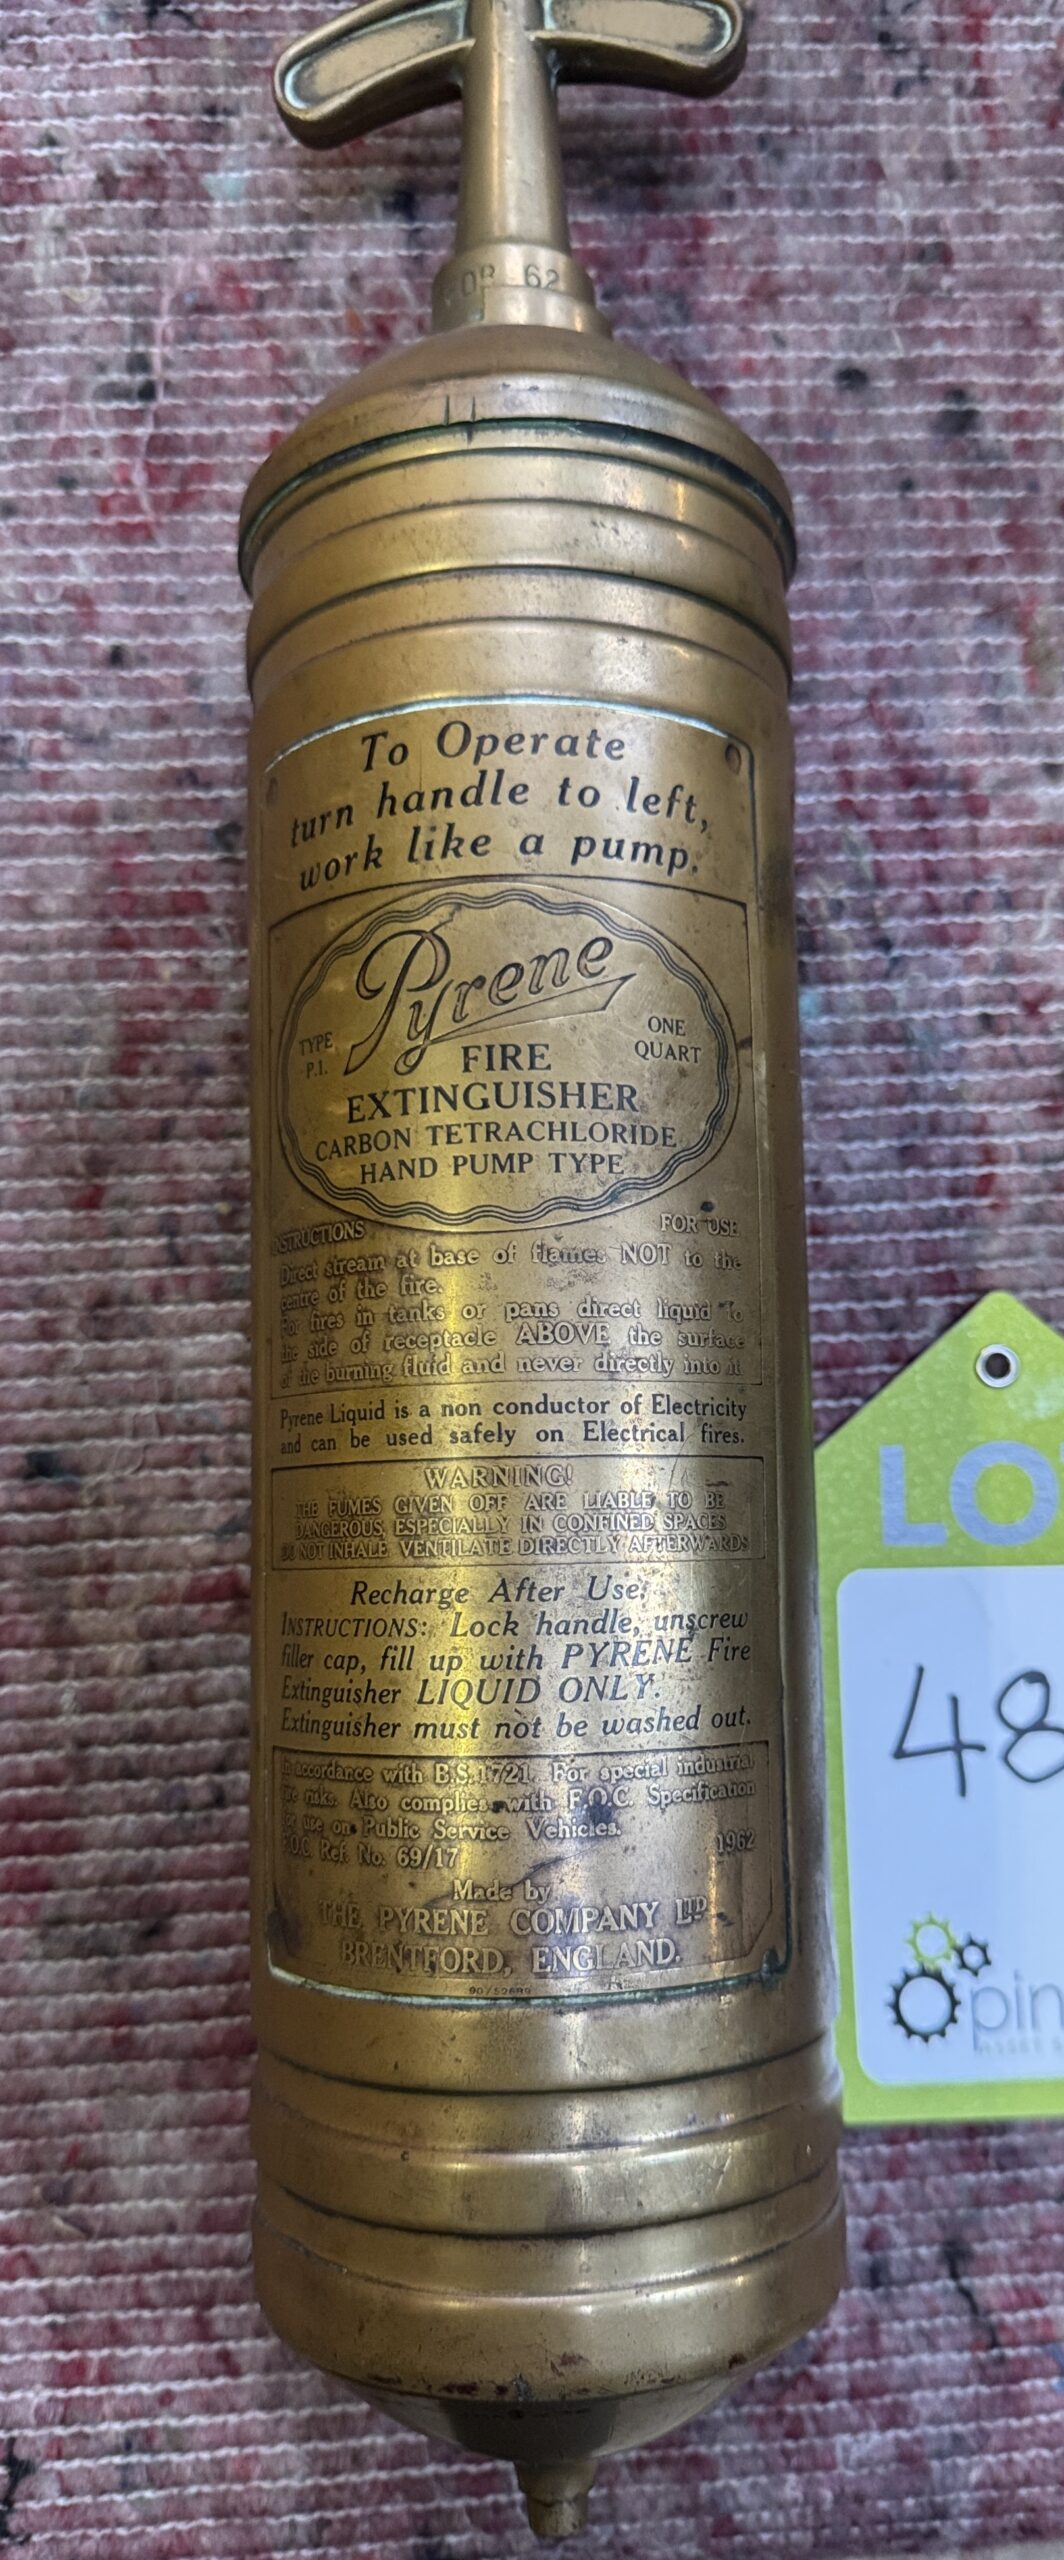 62
To Operate
turn handle to left,
work like a pump.
Pyrene
TYPE
P.1.
ONE
QUART
FIRE
EXTINGUISHER
CARBON TETRACHLORIDE
HAND PUMP TYPE
INSTRUCTIONS FOR USE
Direct stream at base of flames NOT to the
centre of the fire.
For fires in tanks or pans direct liquid to
the side of receptacle ABOVE the surface
of the burning fluid and never directly into it
Pyrene Liquid is a non conductor of Electricity
and can be used safely on Electrical fires.
WARNING!
THE FUMES GIVEN OFF ARE LIABLE TO BE
DANGEROUS, ESPECIALLY IN CONFINED SPACES
DO NOT INHALE. VENTILATE DIRECTLY AFTERWARDS
Recharge After Use.
INSTRUCTIONS: Lock handle, unscrew
filler cap, fill up with PYRENE Fire
Extinguisher LIQUID ONLY.
Extinguisher must not be washed out.
In accordance with B.S.1721. For special industrial
fire risks. Also complies with F.O.C. Specification
for use on Public Service Vehicles.
F.O.C. Ref. No. 69/17 1962
Made by
THE PYRENE COMPANY LTD
BRENTFORD, ENGLAND.
LO
48
pin